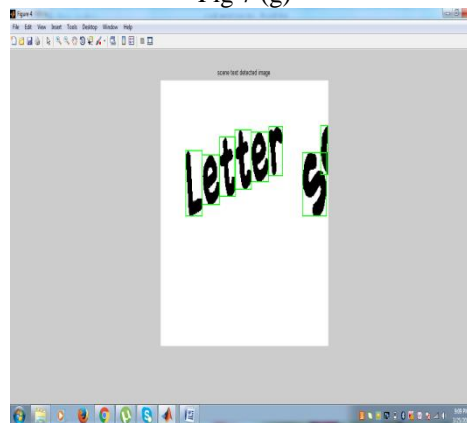 Fig 7 (g)
Figure 4
File Edit View Insert Tools Desktop Window Help
scene text detected image
Letter S